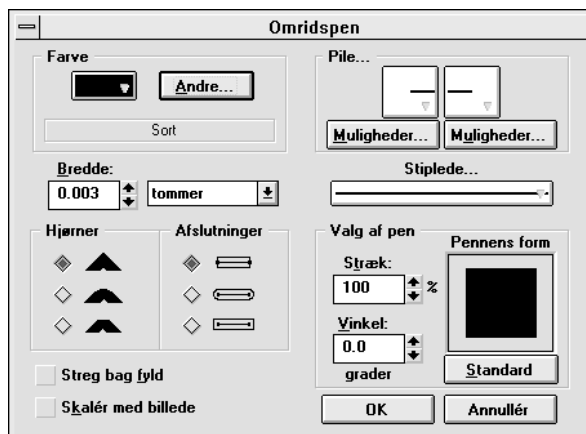 Omridspen
Farve
Andre...
Sort
Pile...
Muligheder... Muligheder...
Bredde:
0.003 tommer
Stiplede...
Hjørner
Afslutninger
Valg af pen
Stræk:
100 %
Vinkel:
0.0
grader
Pennens form
Standard
Streg bag fyld
Skalér med billede
OK
Annullér